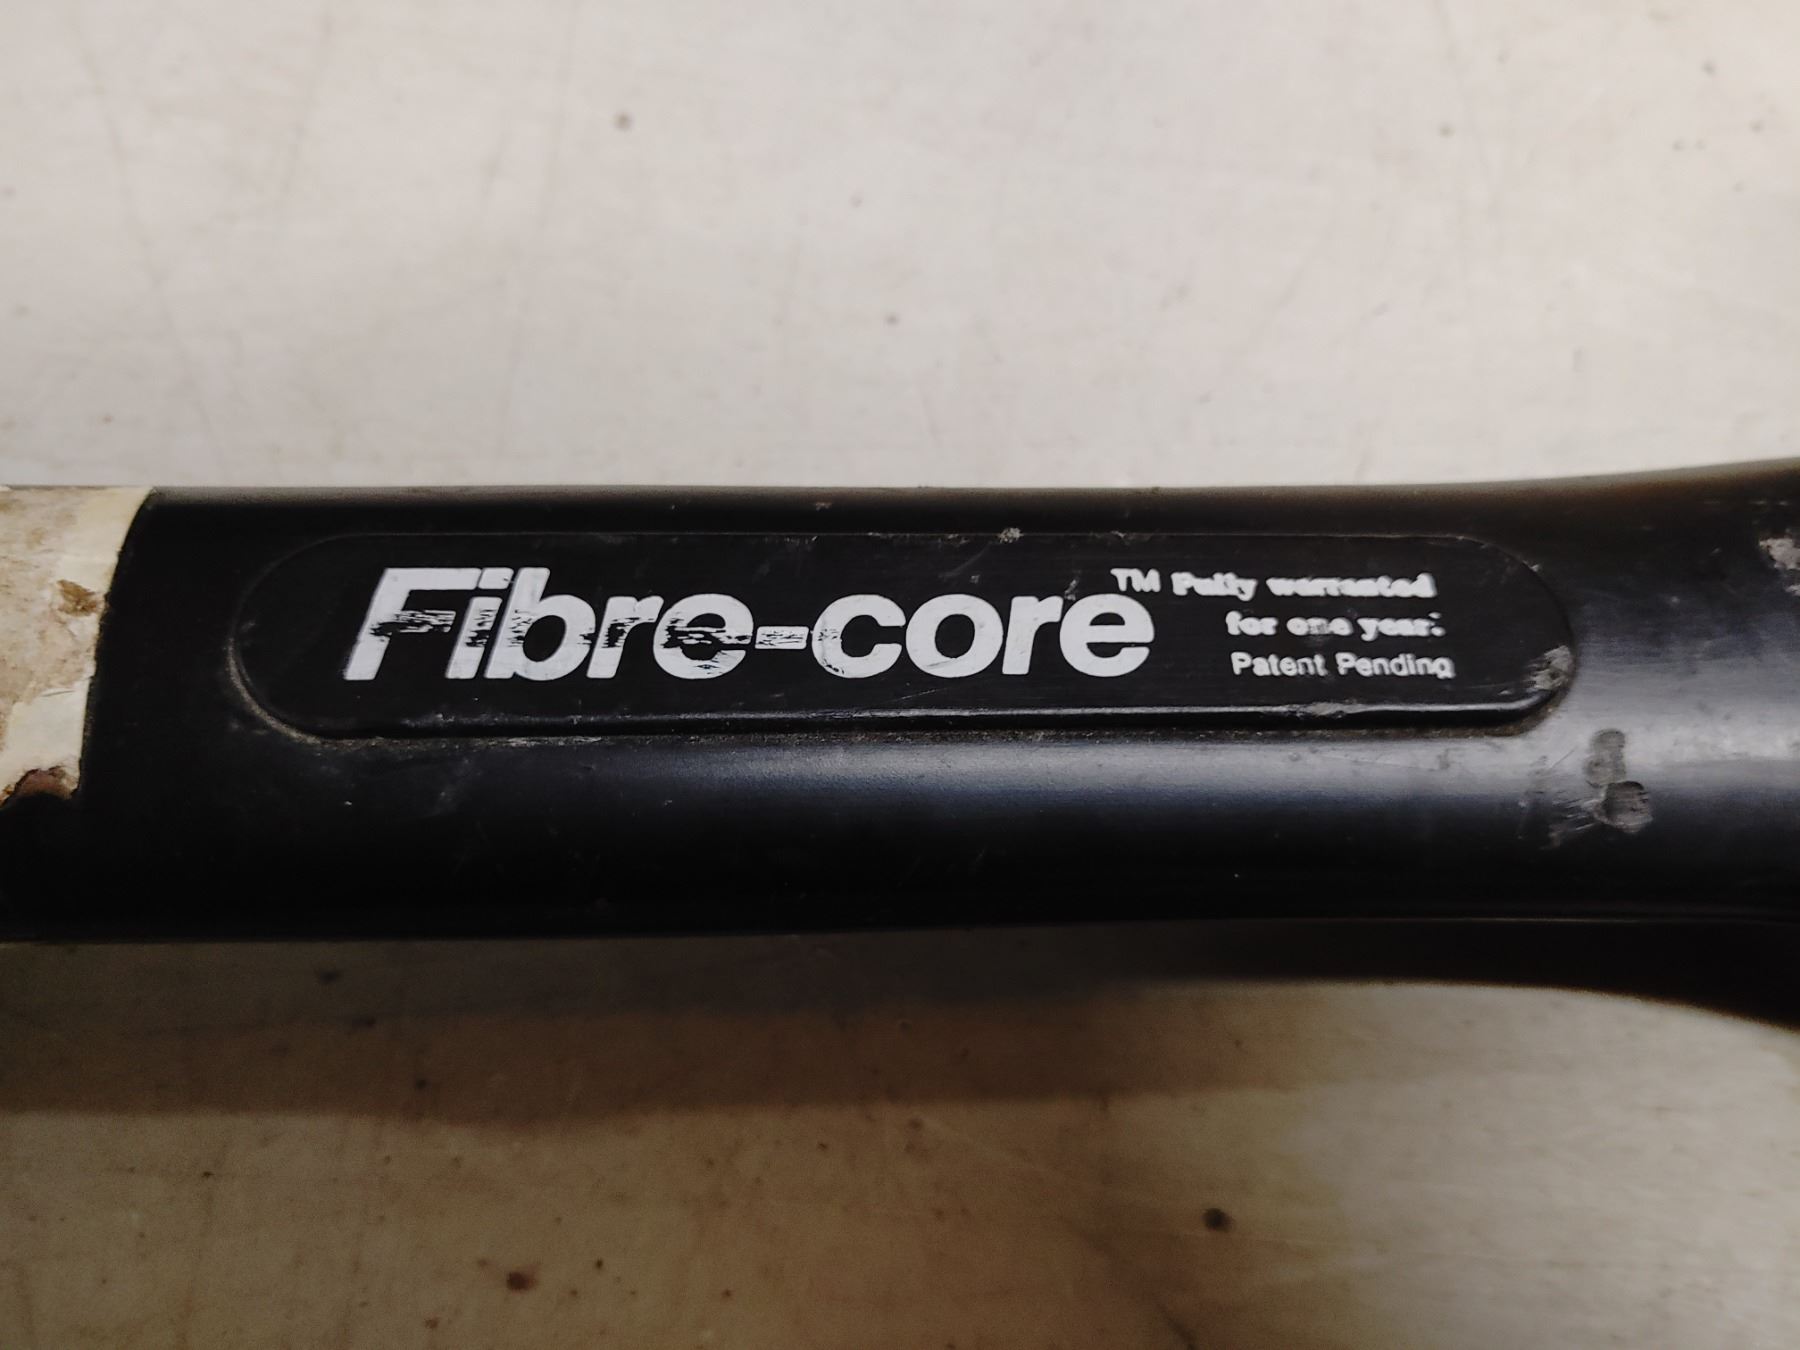 Fibre-core™ Fully warranted
for one year.
Patent Pending